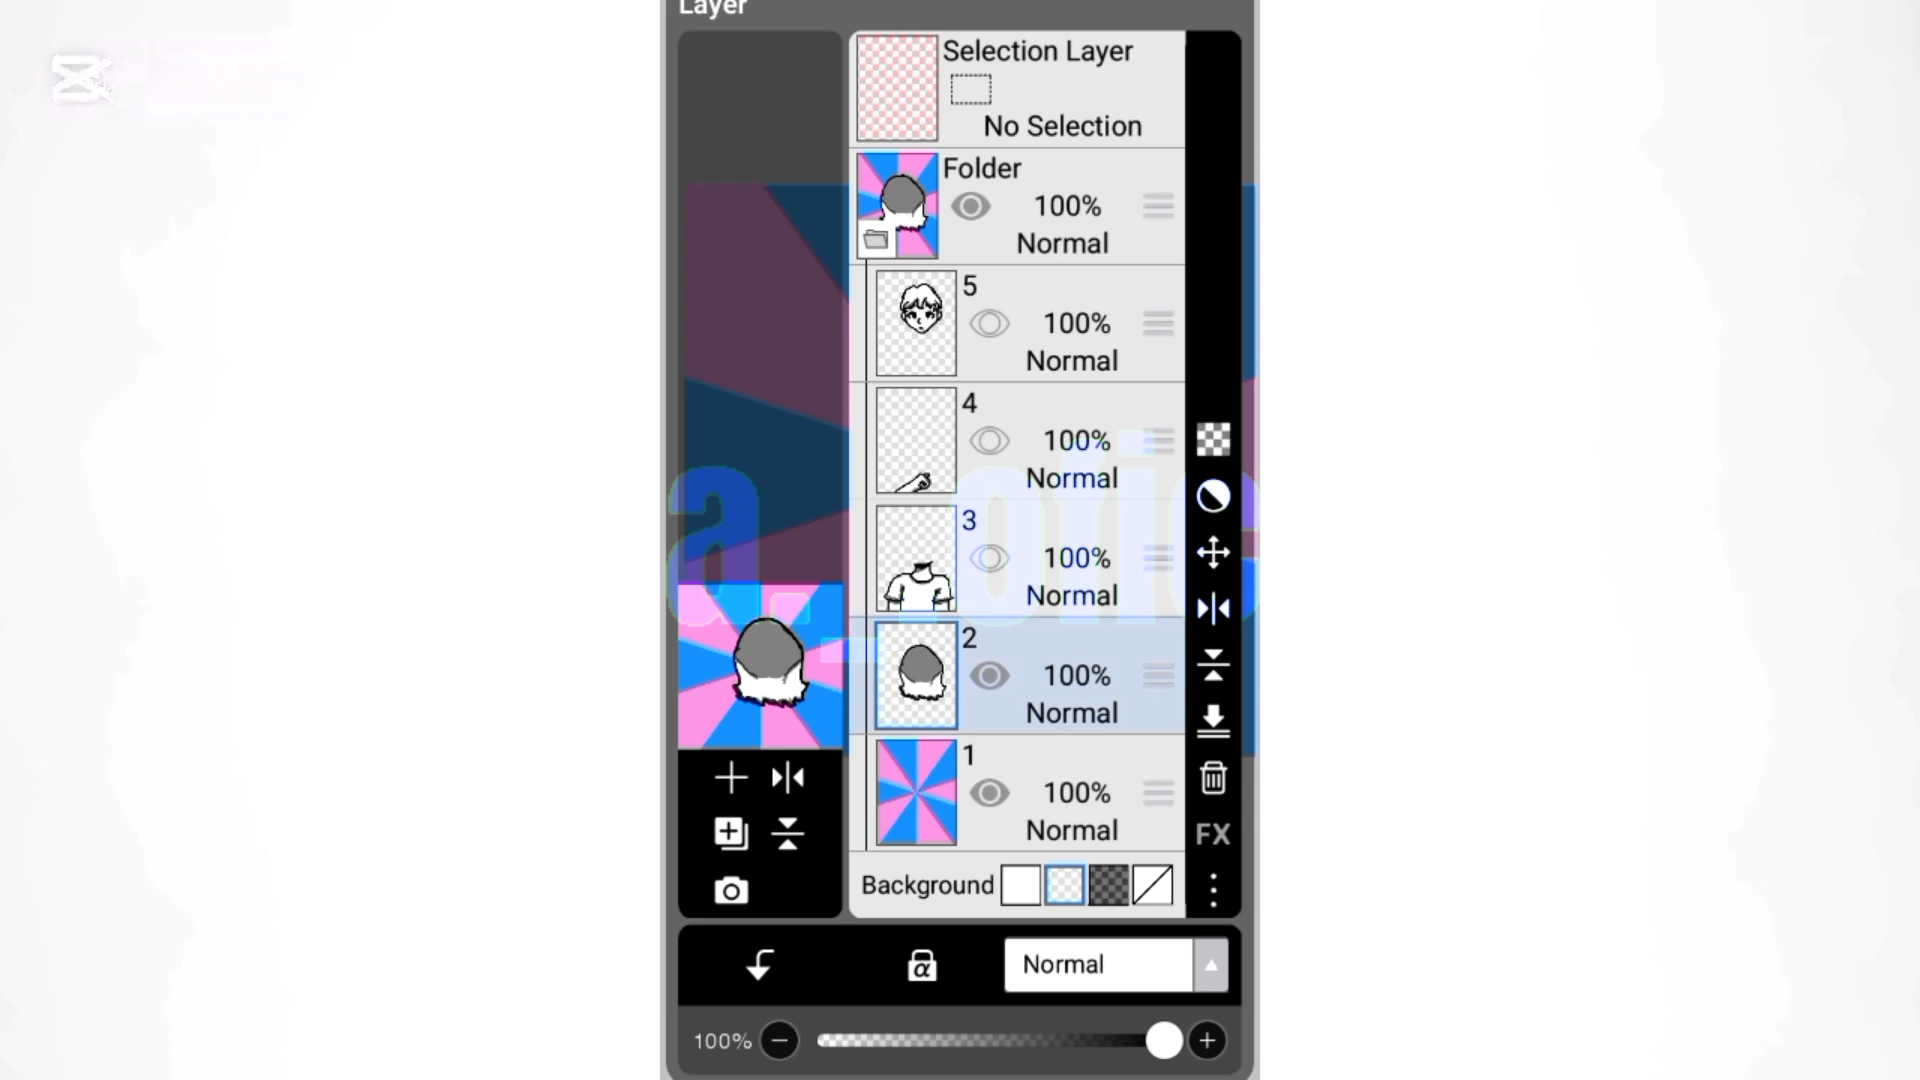 Layer
Selection Layer
No Selection
Folder
100%
Normal
5
100%
Normal
4
100%
Normal
3
100%
Normal
2
100%
Normal
1
100%
Normal
FX
Background
α
Normal
100%